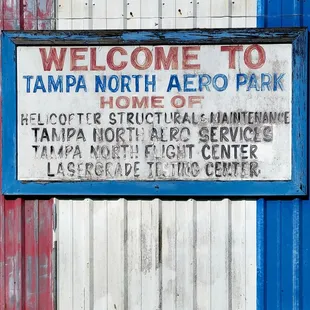 WELCOME TO
TAMPA NORTH AERO PARK
HOME OF
HELICOPTER STRUCTURAL & MAINTENANCE
TAMPA NORTH AERO SERVICES
TAMPA NORTH FLIGHT CENTER
LASERGRADE TESTING CENTER.